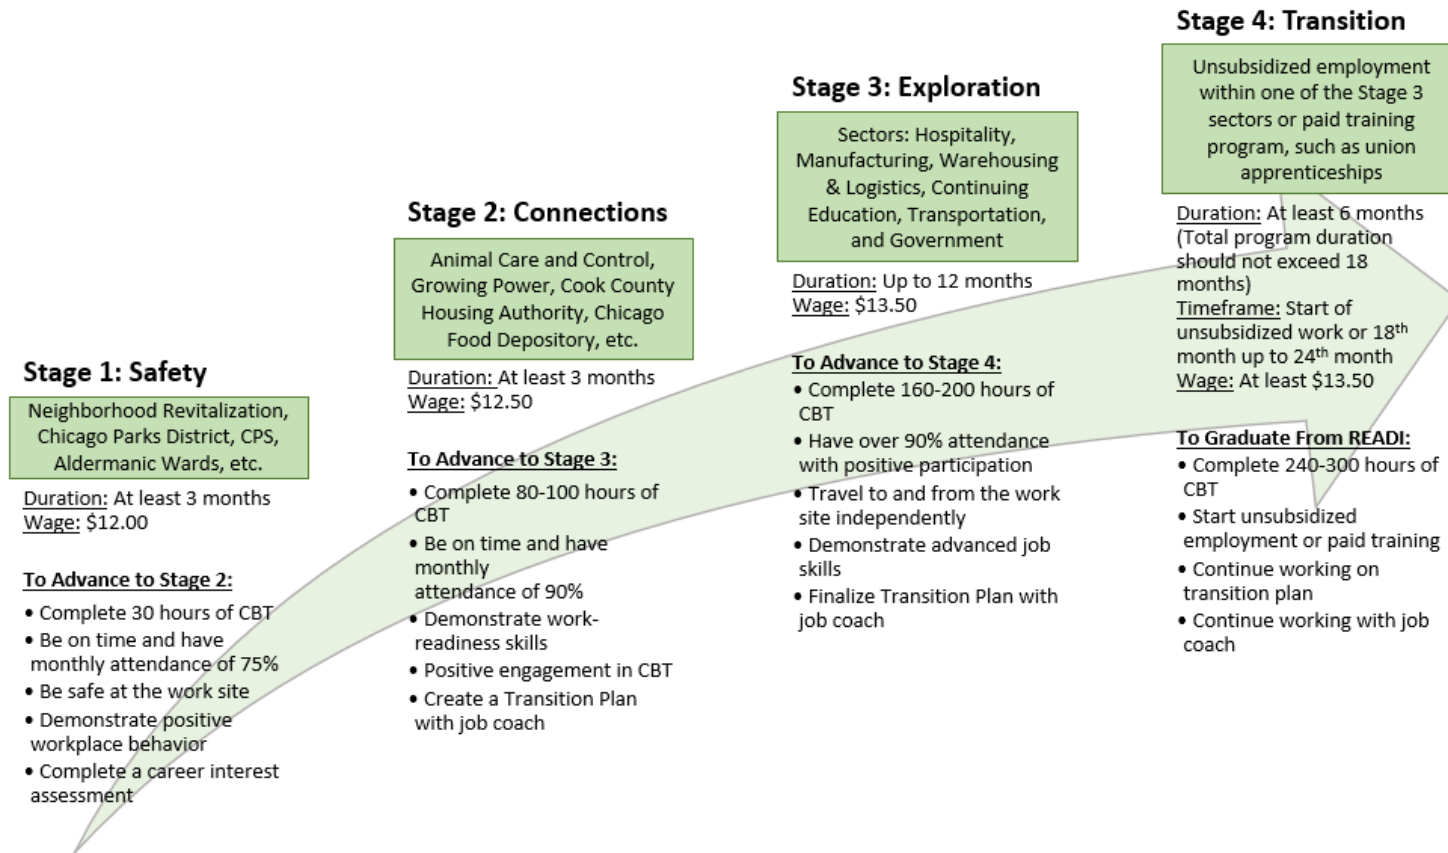 Stage 1: Safety
Neighborhood Revitalization,
Chicago Parks District, CPS,
Aldermanic Wards, etc.
Duration: At least 3 months
Wage: $12.00
To Advance to Stage 2:
• Complete 30 hours of CBT
• Be on time and have
monthly attendance of 75%
• Be safe at the work site
• Demonstrate positive
workplace behavior
• Complete a career interest
assessment
Stage 2: Connections
Animal Care and Control,
Growing Power, Cook County
Housing Authority, Chicago
Food Depository, etc.
Duration: At least 3 months
Wage: $12.50
To Advance to Stage 3:
• Complete 80-100 hours of
CBT
• Be on time and have
monthly
attendance of 90%
• Demonstrate work-
readiness skills
• Positive engagement in CBT
• Create a Transition Plan
with job coach
Stage 3: Exploration
Sectors: Hospitality,
Manufacturing, Warehousing
& Logistics, Continuing
Education, Transportation,
and Government
Duration: Up to 12 months
Wage: $13.50
To Advance to Stage 4:
• Complete 160-200 hours of
CBT
• Have over 90% attendance
with positive participation
• Travel to and from the work
site independently
• Demonstrate advanced job
skills
• Finalize Transition Plan with
job coach
Stage 4: Transition
Unsubsidized employment
within one of the Stage 3
sectors or paid training
program, such as union
apprenticeships
Duration: At least 6 months
(Total program duration
should not exceed 18
months)
Timeframe: Start of
unsubsidized work or 18th
month up to 24th month
Wage: At least $13.50
To Graduate From READI:
• Complete 240-300 hours of
CBT
• Start unsubsidized
employment or paid training
• Continue working on
transition plan
• Continue working with job
coach